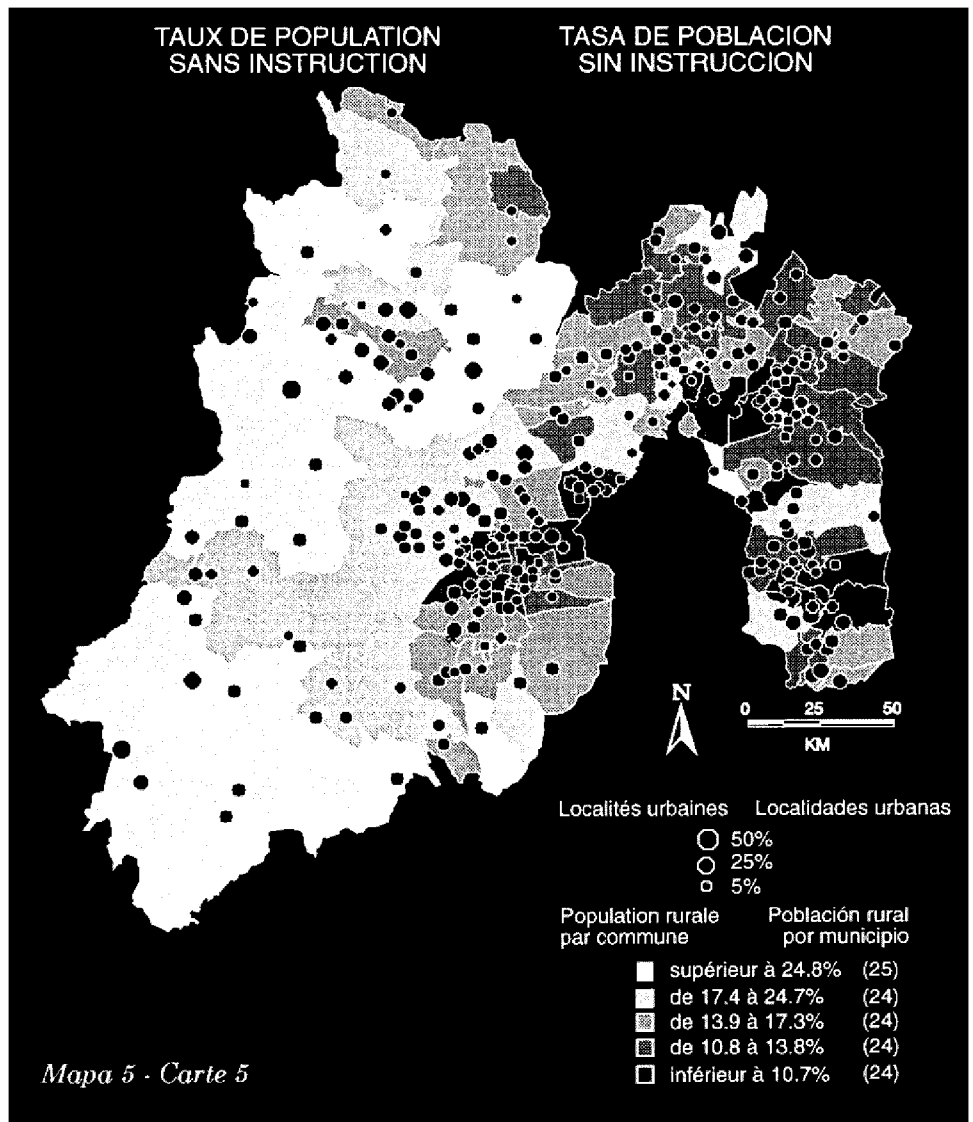 TAUX DE POPULATION
SANS INSTRUCTION
TASA DE POBLACION
SIN INSTRUCCION
N
0 25 50
KM
Localités urbaines Localidades urbanas
50%
25%
5%
Population rurale
par commune
Población rural
por municipio
supérieur à 24.8% (25)
de 17.4 à 24.7% (24)
de 13.9 à 17.3% (24)
de 10.8 à 13.8% (24)
inférieur à 10.7% (24)
Mapa 5 - Carte 5